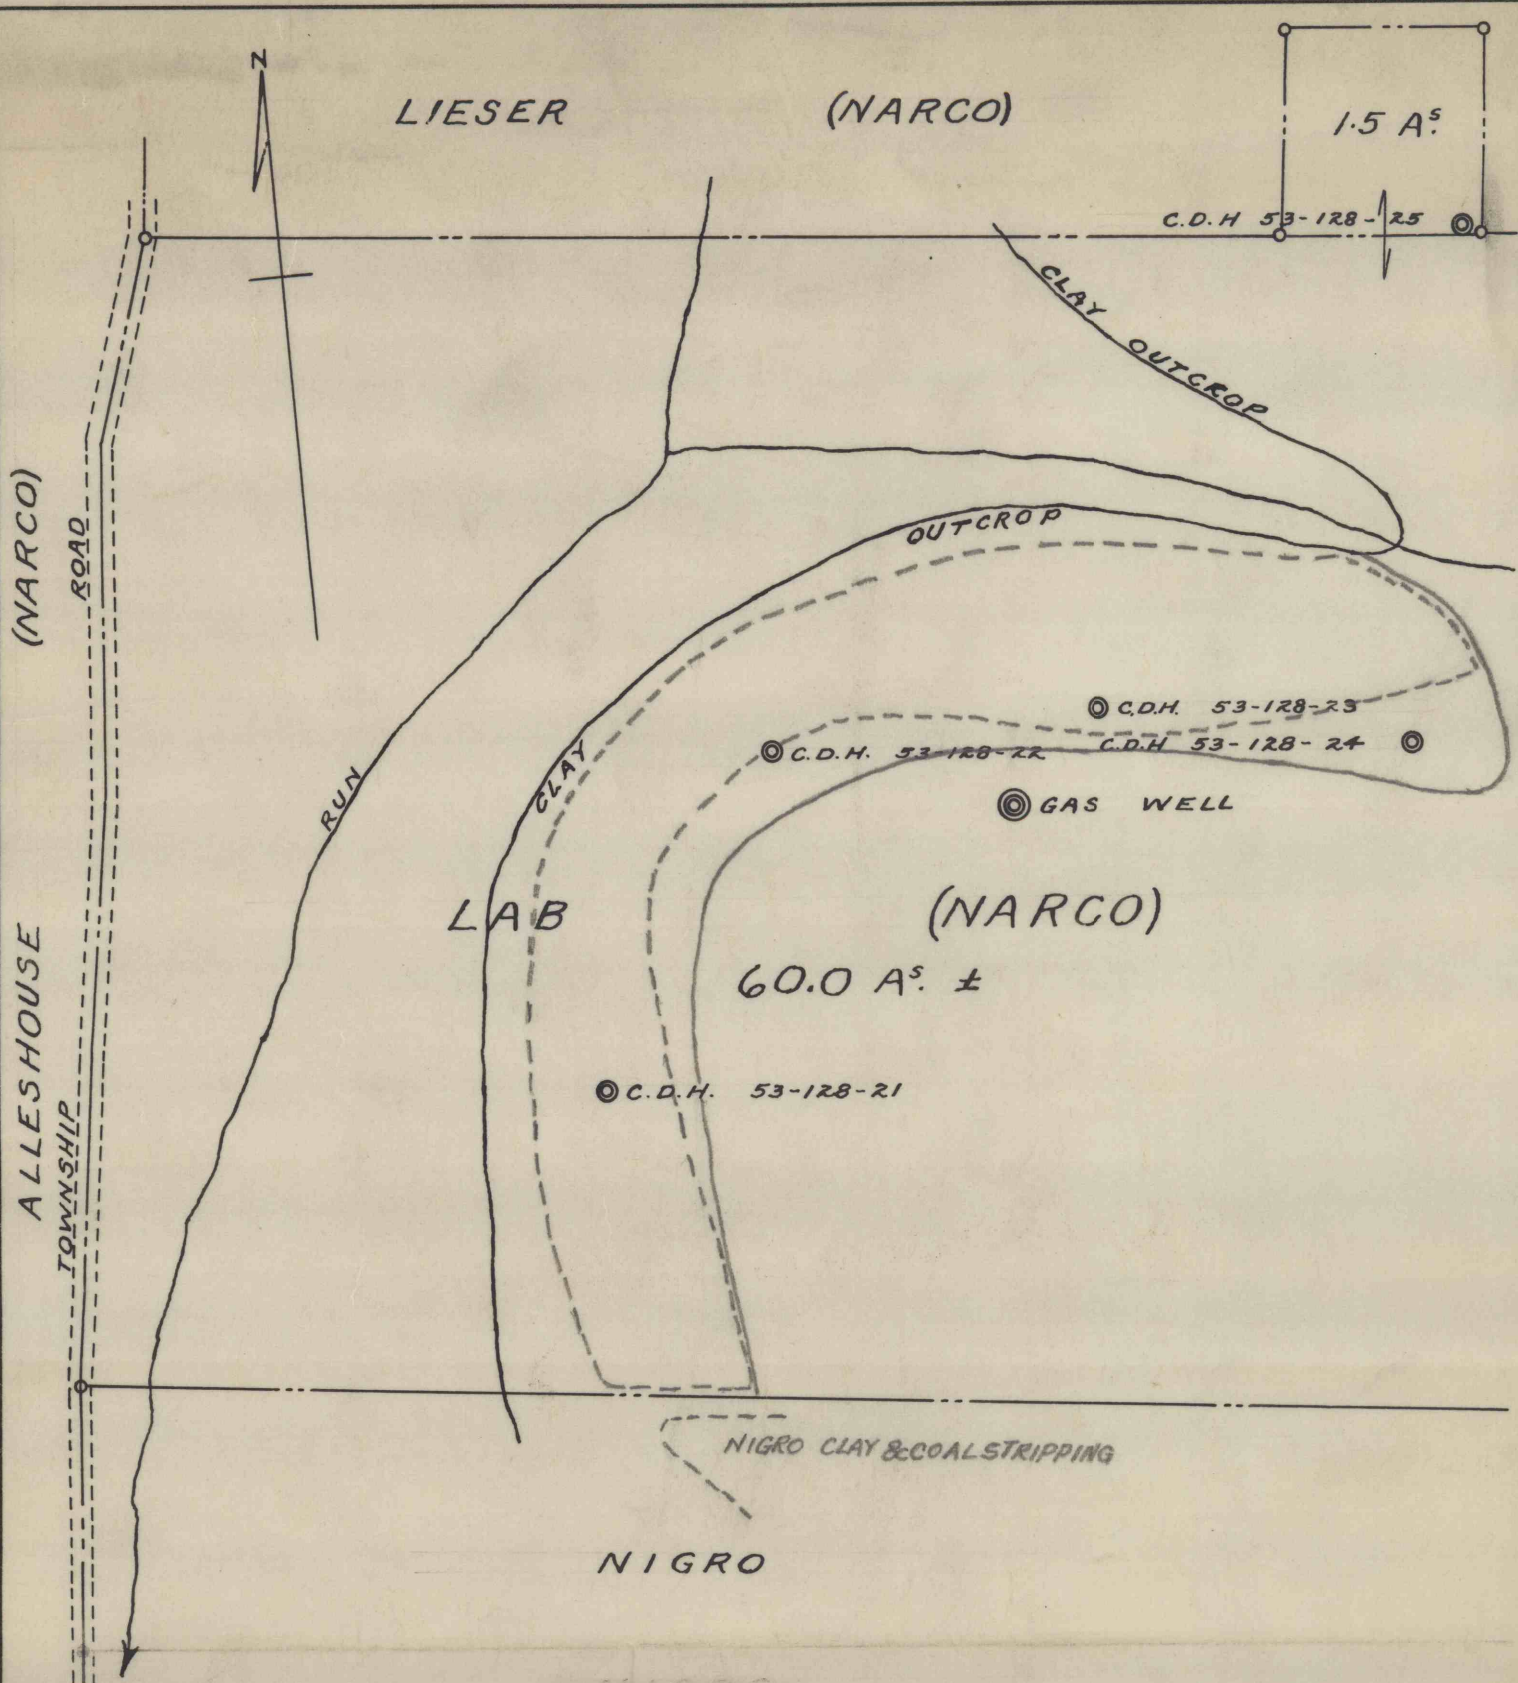 N
LIESER (NARCO)
1.5 Aˢ.
C.D.H 53-128-25
CLAY OUTCROP
(NARCO)
ROAD
OUTCROP
C.D.H. 53-128-23
C.D.H. 53-128-22
C.D.H 53-128-24
RUN
CLAY
GAS WELL
LAB (NARCO)
60.0 Aˢ. ±
ALLESHOUSE
TOWNSHIP
C.D.H. 53-128-21
NIGRO CLAY & COAL STRIPPING
NIGRO